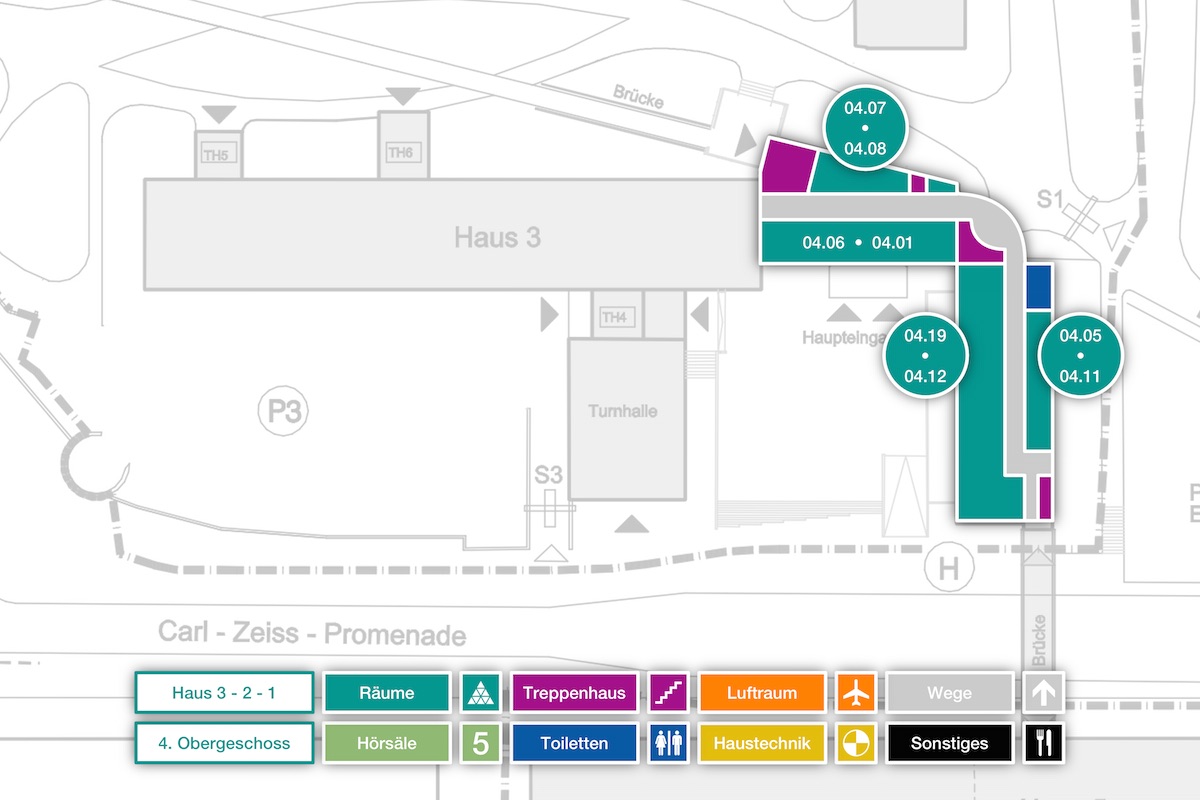 Brücke
04.07
04.08
TH5
TH6
S1
Haus 3
04.06 • 04.01
TH4
Haupteinga
04.19
04.12
04.05
04.11
P3
Turnhalle
S3
H
Carl - Zeiss - Promenade
Brücke
Haus 3 - 2 - 1
Räume
Treppenhaus
Luftraum
Wege
4. Obergeschoss
Hörsäle
5
Toiletten
Haustechnik
Sonstiges